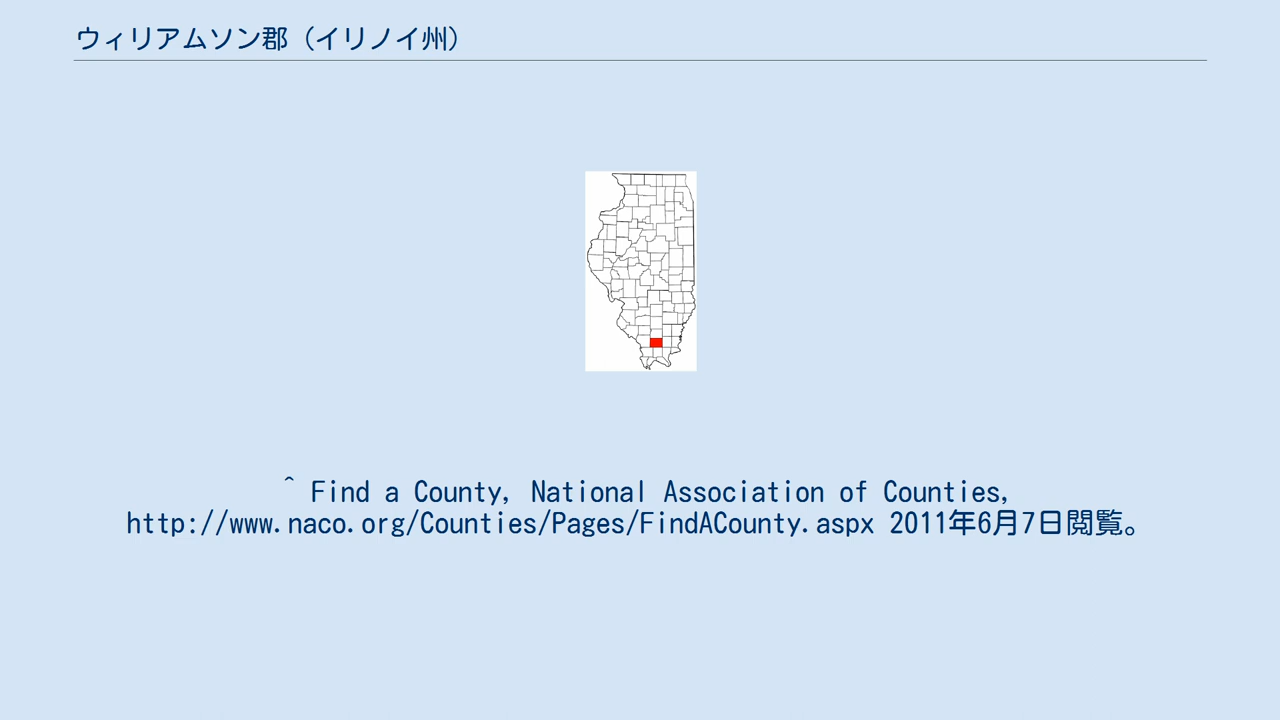 ウィリアムソン郡（イリノイ州）
^ Find a County, National Association of Counties,
http://www.naco.org/Counties/Pages/FindACounty.aspx 2011年6月7日閲覧。